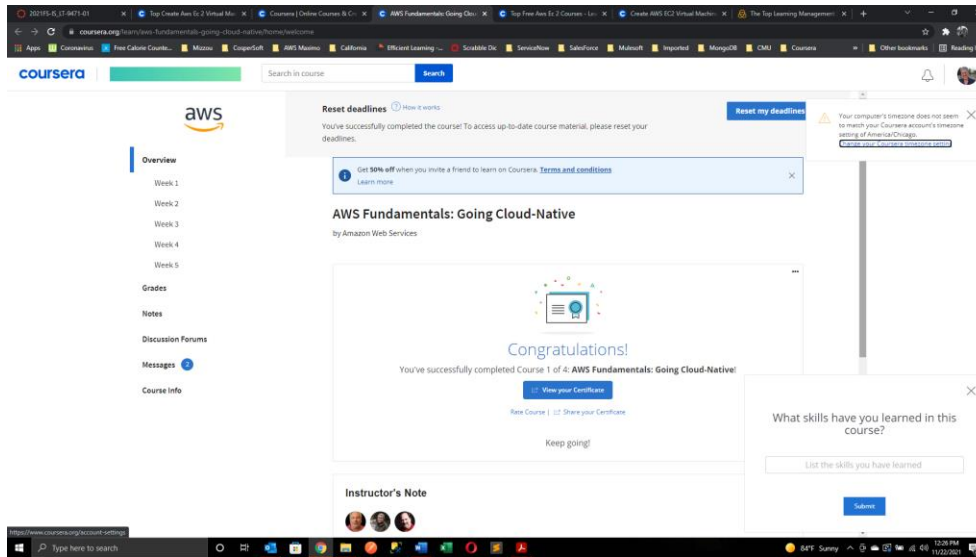 2021FS-IS_LT-9471-01
Top Create Aws Ec 2 Virtual Mac
Coursera | Online Courses & Cre
AWS Fundamentals: Going Clou
Top Free Aws Ec 2 Courses - Le
Create AWS EC2 Virtual Machin
The Top Learning Management
coursera.org/learn/aws-fundamentals-going-cloud-native/home/welcome
Apps
Coronavirus
Free Calorie Counte...
Mizzou
CouperSoft
AWS Maximo
California
Efficient Learning -...
Scrabble Dic
ServiceNow
SalesForce
Mulesoft
Imported
MongoDB
CMU
Coursera
»
Other bookmarks
Reading
coursera
Search in course
Search
aws
Overview
Week 1
Week 2
Week 3
Week 4
Week 5
Grades
Notes
Discussion Forums
Messages 2
Course Info
Reset deadlines
How it works
You've successfully completed the course! To access up-to-date course material, please reset your
deadlines.
Reset my deadlines
Your computer's timezone does not seem
to match your Coursera account's timezone
setting of America/Chicago.
Change your Coursera timezone setting
Get 50% off when you invite a friend to learn on Coursera. Terms and conditions
Learn more
AWS Fundamentals: Going Cloud-Native
by Amazon Web Services
Congratulations!
You've successfully completed Course 1 of 4: AWS Fundamentals: Going Cloud-Native!
View your Certificate
Rate Course | Share your Certificate
Keep going!
Instructor's Note
What skills have you learned in this
course?
List the skills you have learned
Submit
https://www.coursera.org/account-settings
Type here to search
84°F Sunny
12:26 PM
11/22/2021